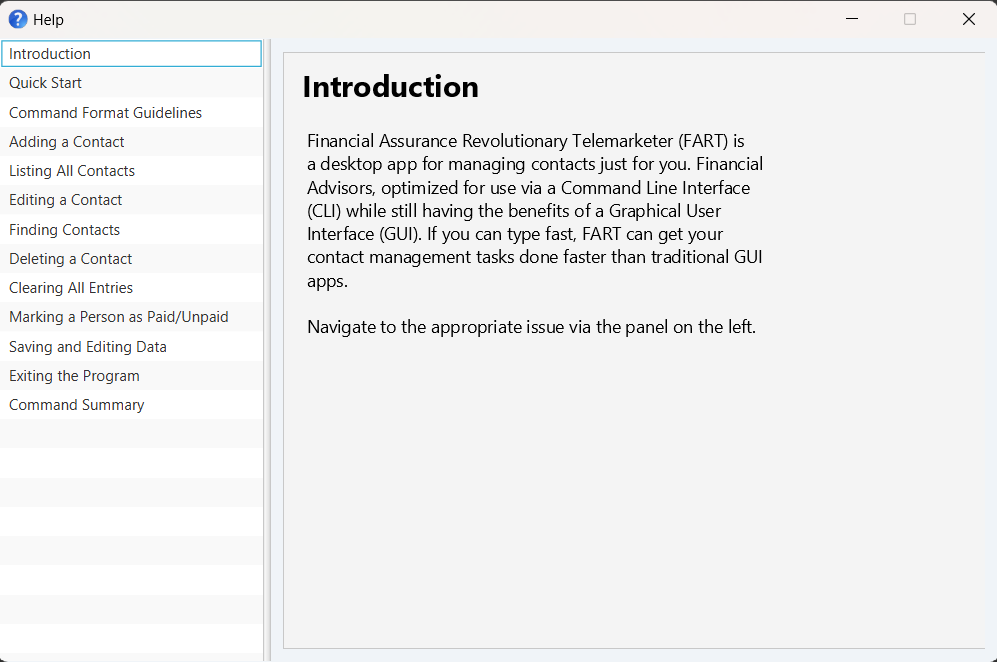 Help
Introduction
Quick Start
Command Format Guidelines
Adding a Contact
Listing All Contacts
Editing a Contact
Finding Contacts
Deleting a Contact
Clearing All Entries
Marking a Person as Paid/Unpaid
Saving and Editing Data
Exiting the Program
Command Summary
Introduction
Financial Assurance Revolutionary Telemarketer (FART) is
a desktop app for managing contacts just for you. Financial
Advisors, optimized for use via a Command Line Interface
(CLI) while still having the benefits of a Graphical User
Interface (GUI). If you can type fast, FART can get your
contact management tasks done faster than traditional GUI
apps.
Navigate to the appropriate issue via the panel on the left.